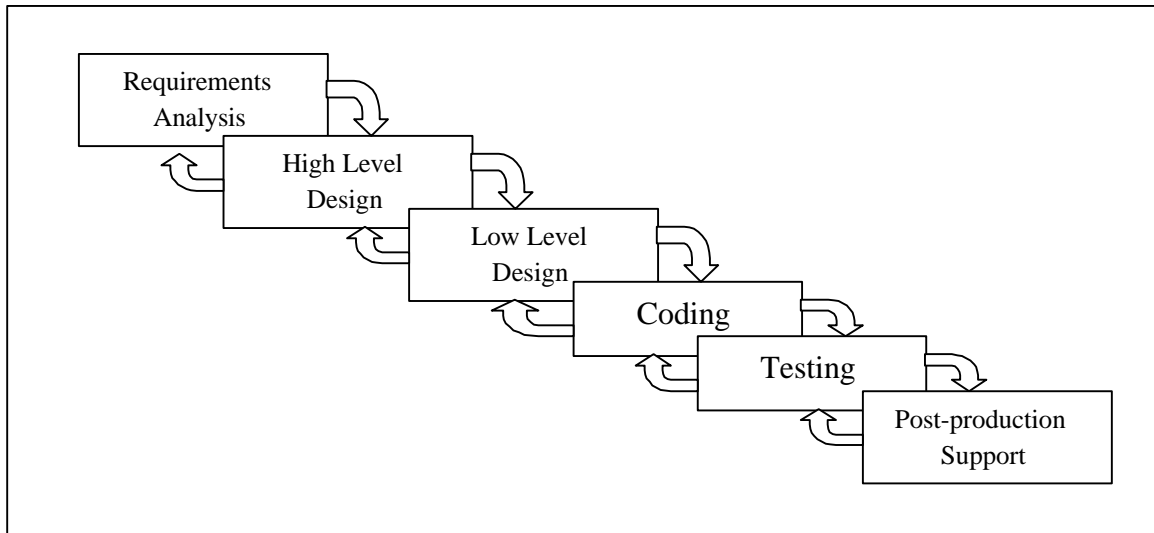 Requirements
Analysis
High Level
Design
Low Level
Design
Coding
Testing
Post-production
Support